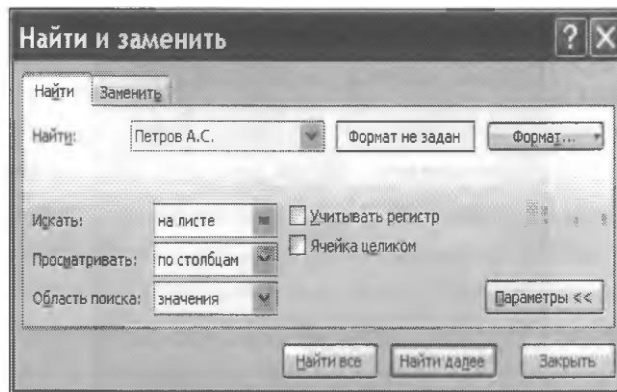 Найти и заменить
Найти Заменить
Найти: Петров А.С. Формат не задан Формат...
Искать: на листе Учитывать регистр
Ячейка целиком
Просматривать: по столбцам
Область поиска: значения Параметры <<
Найти все Найти далее Закрыть